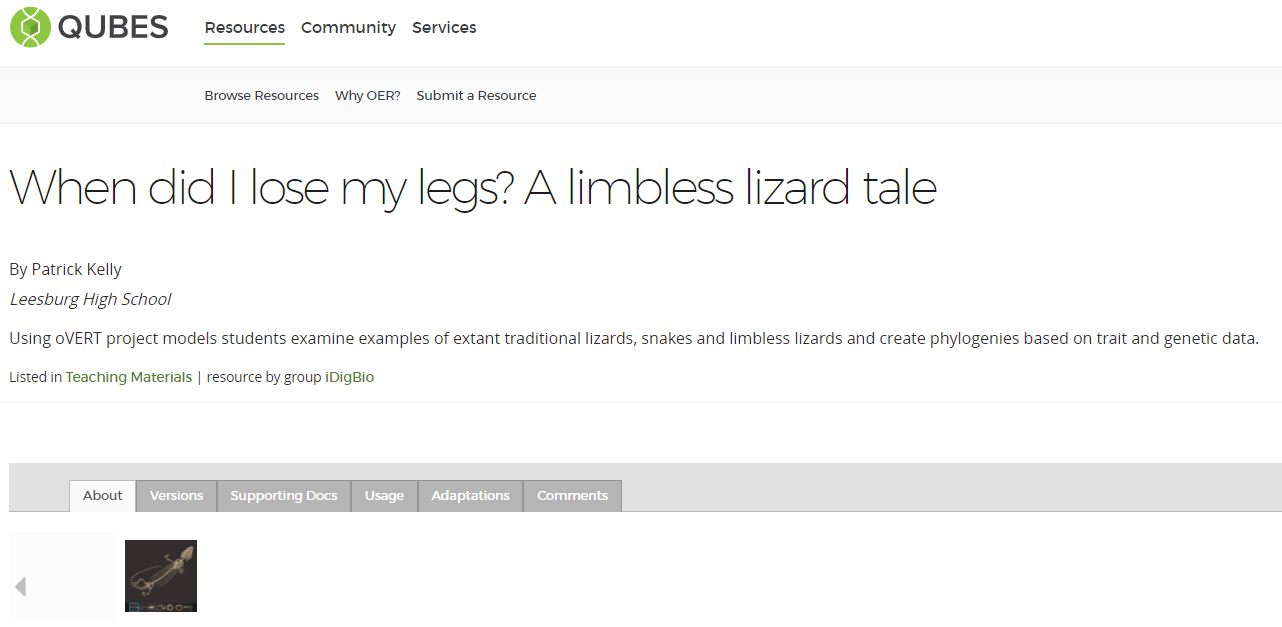 QUBES
Resources Community Services
Browse Resources Why OER? Submit a Resource
When did I lose my legs? A limbless lizard tale
By Patrick Kelly
Leesburg High School
Using oVERT project models students examine examples of extant traditional lizards, snakes and limbless lizards and create phylogenies based on trait and genetic data.
Listed in Teaching Materials | resource by group iDigBio
About Versions Supporting Docs Usage Adaptations Comments